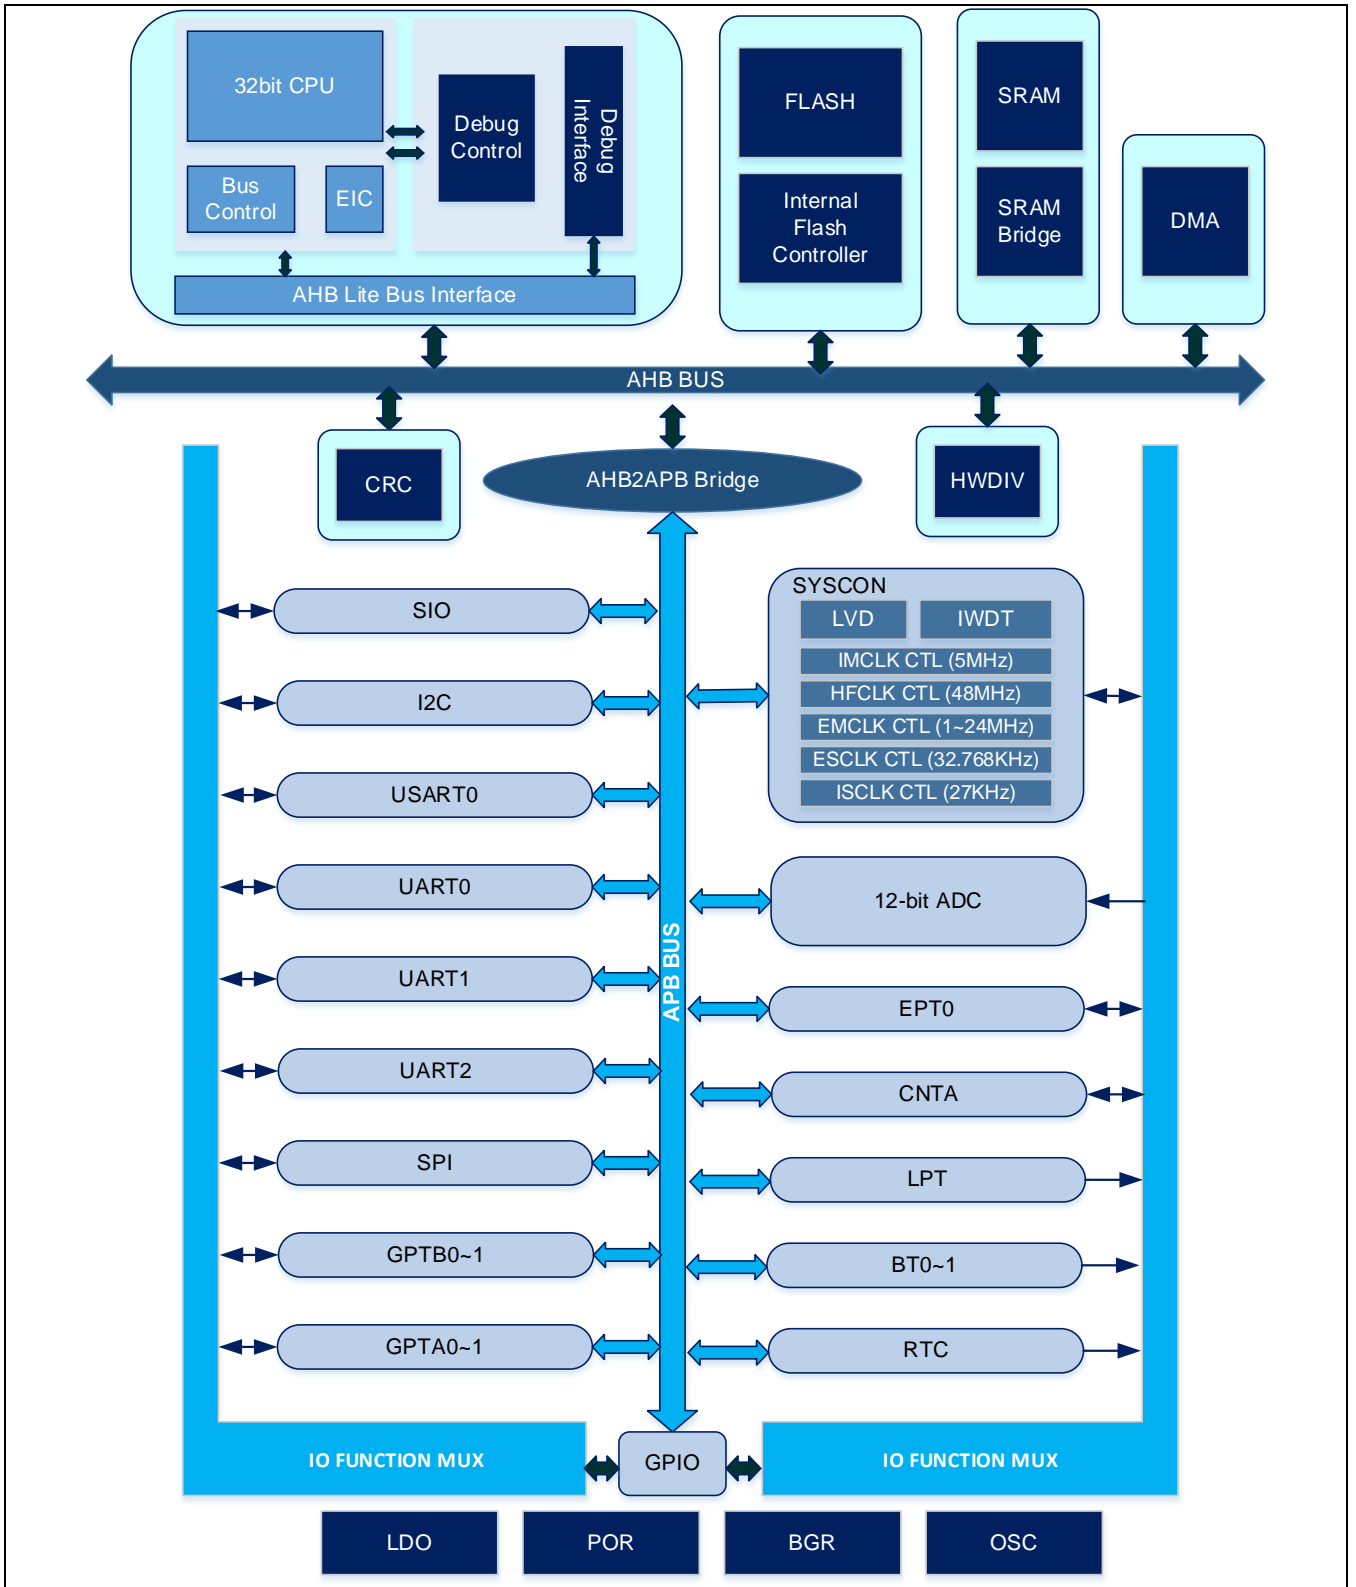 32bit CPU
Bus
Control
EIC
Debug
Control
Debug
Interface
AHB Lite Bus Interface
FLASH
Internal
Flash
Controller
SRAM
SRAM
Bridge
DMA
AHB BUS
CRC
AHB2APB Bridge
HWDIV
SIO
I2C
USART0
UART0
UART1
UART2
SPI
GPTB0~1
GPTA0~1
APB BUS
SYSCON
LVD
IWDT
IMCLK CTL (5MHz)
HFCLK CTL (48MHz)
EMCLK CTL (1~24MHz)
ESCLK CTL (32.768KHz)
ISCLK CTL (27KHz)
12-bit ADC
EPT0
CNTA
LPT
BT0~1
RTC
IO FUNCTION MUX
GPIO
IO FUNCTION MUX
LDO
POR
BGR
OSC